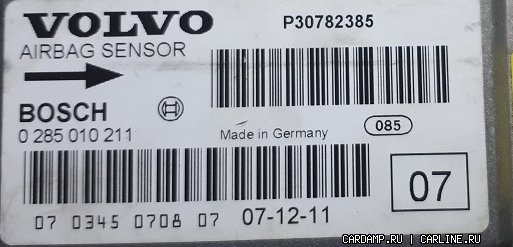 VOLVO
P30782385
AIRBAG SENSOR
BOSCH
0 285 010 211
Made in Germany
085
07
07 0345 0708 07
07-12-11
CARDAMP.RU | CARLINE.RU